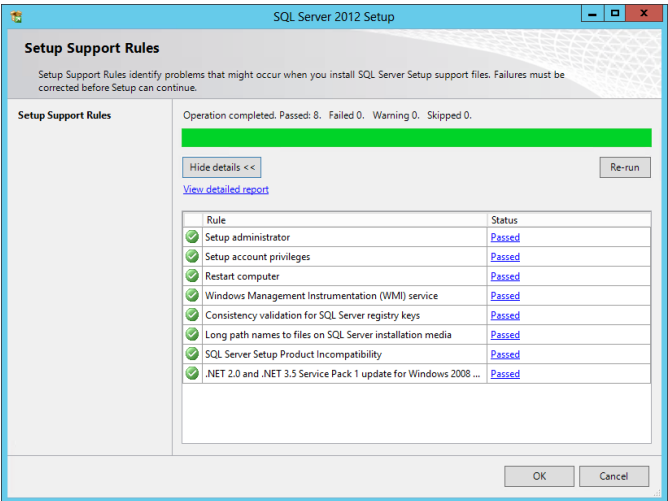 SQL Server 2012 Setup
Setup Support Rules
Setup Support Rules identify problems that might occur when you install SQL Server Setup support files. Failures must be
corrected before Setup can continue.
Setup Support Rules
Operation completed. Passed: 8. Failed 0. Warning 0. Skipped 0.
Hide details <<
Re-run
View detailed report
Rule Status
Setup administrator Passed
Setup account privileges Passed
Restart computer Passed
Windows Management Instrumentation (WMI) service Passed
Consistency validation for SQL Server registry keys Passed
Long path names to files on SQL Server installation media Passed
SQL Server Setup Product Incompatibility Passed
.NET 2.0 and .NET 3.5 Service Pack 1 update for Windows 2008 ... Passed
OK Cancel